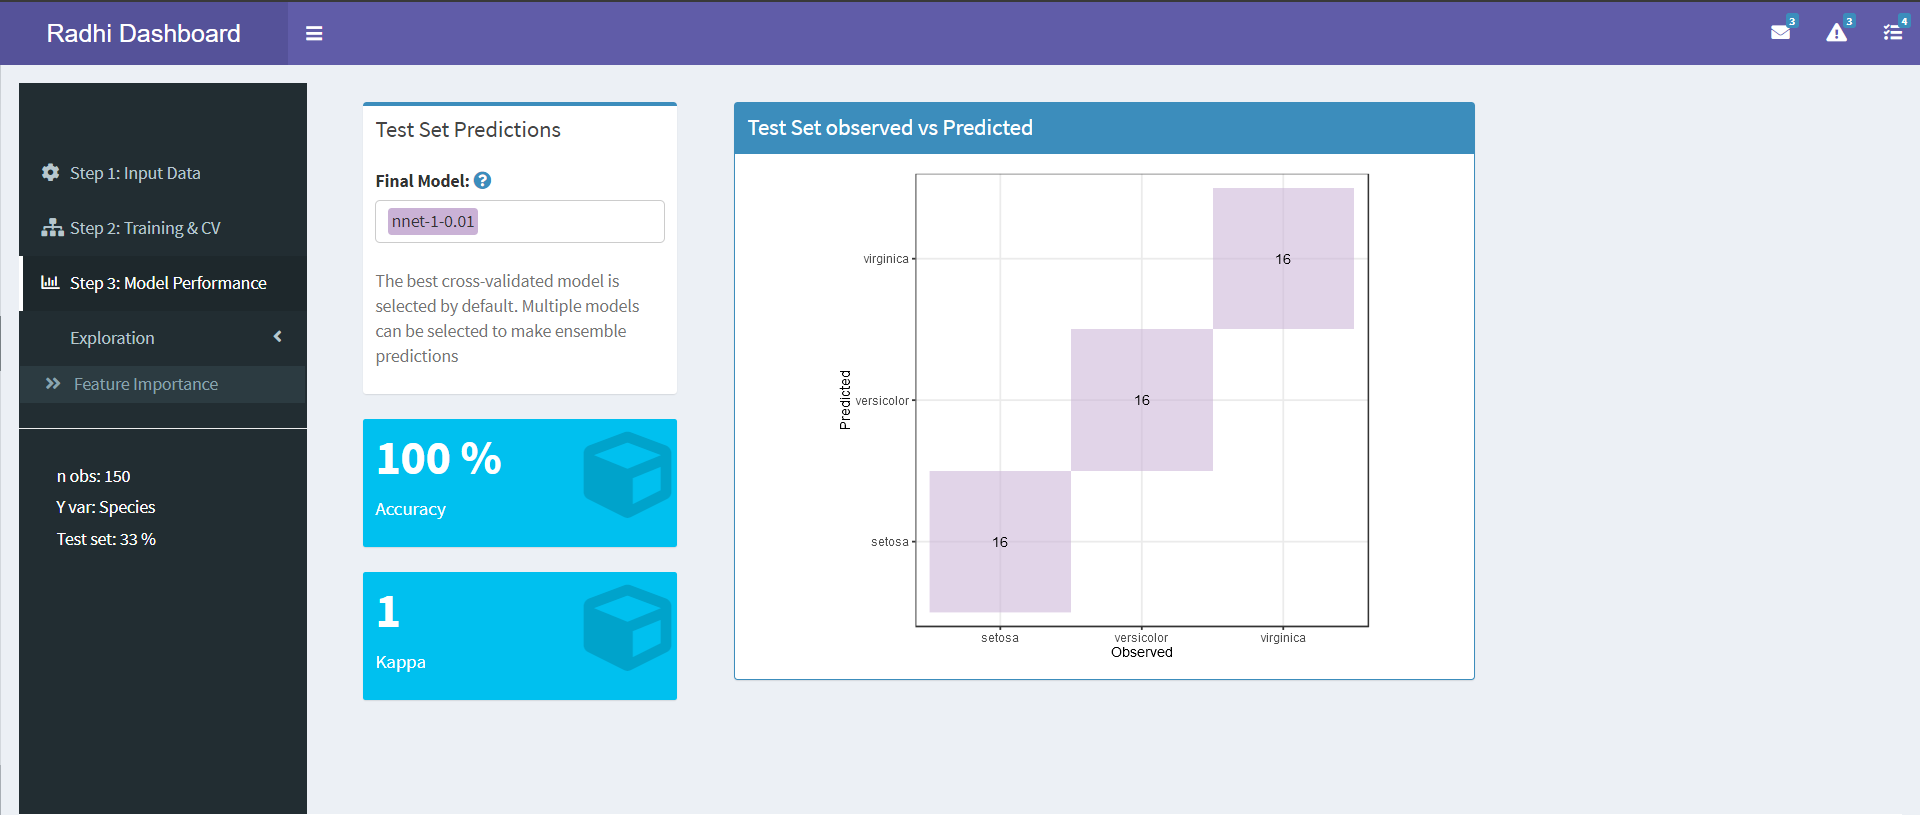 Radhi Dashboard
3
3
4
Step 1: Input Data
Step 2: Training & CV
Step 3: Model Performance
Exploration
Feature Importance
n obs: 150
Y var: Species
Test set: 33 %
Test Set Predictions
Final Model: ?
nnet-1-0.01
The best cross-validated model is
selected by default. Multiple models
can be selected to make ensemble
predictions
100 %
Accuracy
1
Kappa
Test Set observed vs Predicted
Predicted
virginica
versicolor
setosa
16
16
16
setosa
versicolor
virginica
Observed